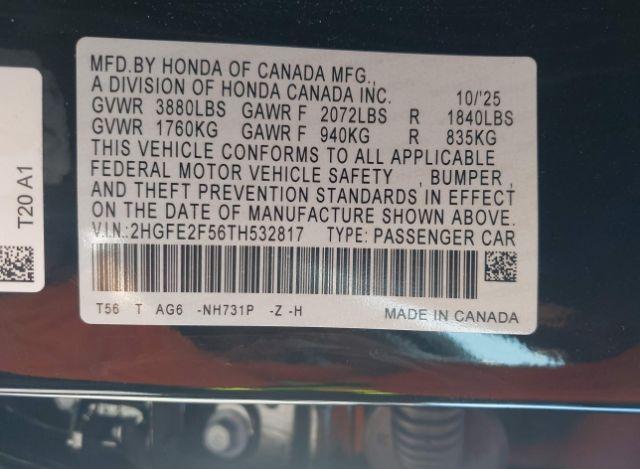 MFD.BY HONDA OF CANADA MFG.,
A DIVISION OF HONDA CANADA INC. 10/'25
GVWR 3880LBS GAWR F 2072LBS R 1840LBS
GVWR 1760KG GAWR F 940KG R 835KG
THIS VEHICLE CONFORMS TO ALL APPLICABLE
FEDERAL MOTOR VEHICLE SAFETY , BUMPER ,
AND THEFT PREVENTION STANDARDS IN EFFECT
ON THE DATE OF MANUFACTURE SHOWN ABOVE.
V.I.N.:2HGFE2F56TH532817 TYPE: PASSENGER CAR
T56 T AG6 -NH731P -Z -H MADE IN CANADA
T20 A1